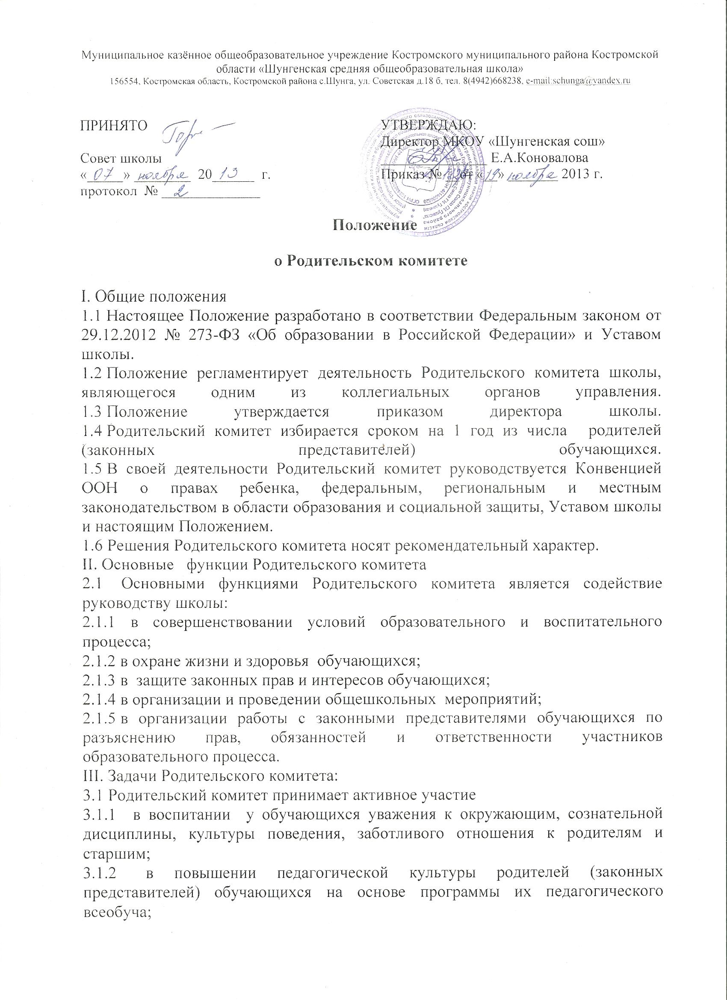 Муниципальное казённое общеобразовательное учреждение Костромского муниципального района Костромской
области «Шунгенская средняя общеобразовательная школа»
156554, Костромская область, Костромской района с.Шунга, ул. Советская д.18 б, тел. 8(4942)668238, e-mail:schunga@yandex.ru
ПРИНЯТО
Совет школы
«07» ноября 2013 г.
протокол № 2
УТВЕРЖДАЮ:
Директор МКОУ «Шунгенская сош»
Е.А.Коновалова
Приказ № от «19» ноября 2013 г.
Положение
о Родительском комитете
I. Общие положения
1.1 Настоящее Положение разработано в соответствии Федеральным законом от
29.12.2012 № 273-ФЗ «Об образовании в Российской Федерации» и Уставом
школы.
1.2 Положение регламентирует деятельность Родительского комитета школы,
являющегося одним из коллегиальных органов управления.
1.3 Положение утверждается приказом директора школы.
1.4 Родительский комитет избирается сроком на 1 год из числа родителей
(законных представителей) обучающихся.
1.5 В своей деятельности Родительский комитет руководствуется Конвенцией
ООН о правах ребенка, федеральным, региональным и местным
законодательством в области образования и социальной защиты, Уставом школы
и настоящим Положением.
1.6 Решения Родительского комитета носят рекомендательный характер.
II. Основные функции Родительского комитета
2.1 Основными функциями Родительского комитета является содействие
руководству школы:
2.1.1 в совершенствовании условий образовательного и воспитательного
процесса;
2.1.2 в охране жизни и здоровья обучающихся;
2.1.3 в защите законных прав и интересов обучающихся;
2.1.4 в организации и проведении общешкольных мероприятий;
2.1.5 в организации работы с законными представителями обучающихся по
разъяснению прав, обязанностей и ответственности участников
образовательного процесса.
III. Задачи Родительского комитета:
3.1 Родительский комитет принимает активное участие
3.1.1 в воспитании у обучающихся уважения к окружающим, сознательной
дисциплины, культуры поведения, заботливого отношения к родителям и
старшим;
3.1.2 в повышении педагогической культуры родителей (законных
представителей) обучающихся на основе программы их педагогического
всеобуча;